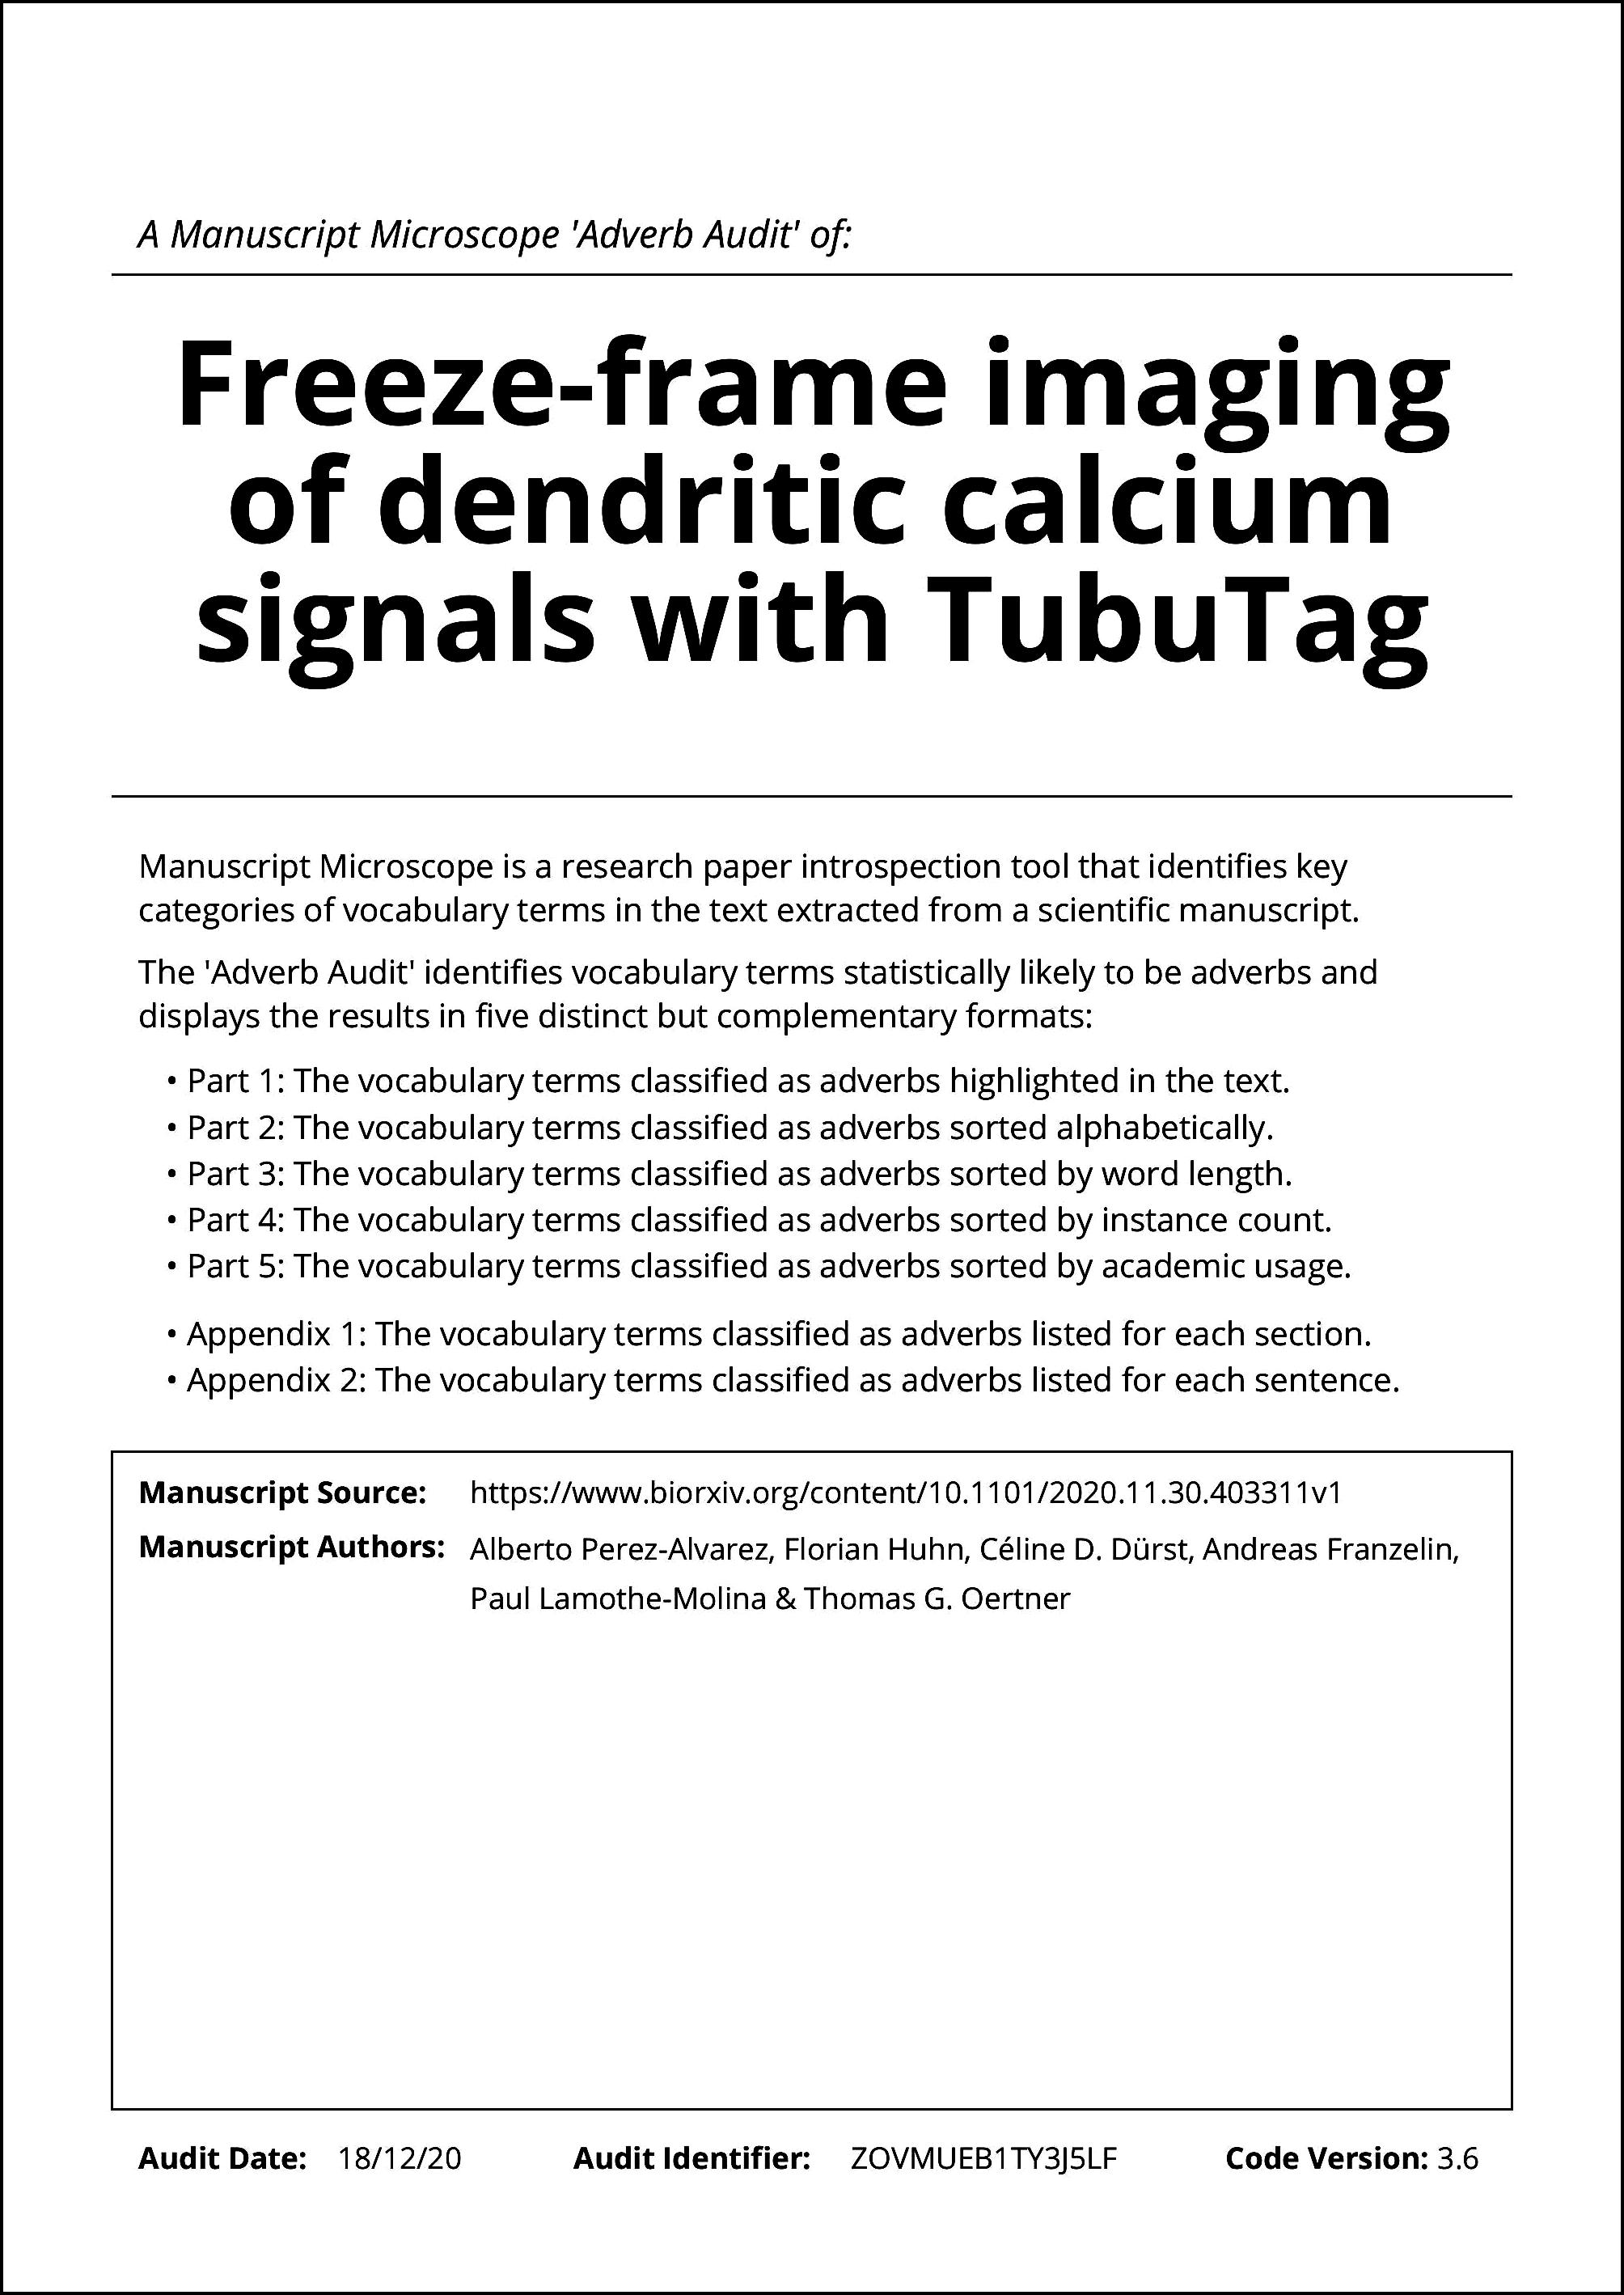 A Manuscript Microscope 'Adverb Audit' of:
Freeze-frame imaging
of dendritic calcium
signals with TubuTag
Manuscript Microscope is a research paper introspection tool that identifies key
categories of vocabulary terms in the text extracted from a scientific manuscript.
The 'Adverb Audit' identifies vocabulary terms statistically likely to be adverbs and
displays the results in five distinct but complementary formats:
• Part 1: The vocabulary terms classified as adverbs highlighted in the text.
• Part 2: The vocabulary terms classified as adverbs sorted alphabetically.
• Part 3: The vocabulary terms classified as adverbs sorted by word length.
• Part 4: The vocabulary terms classified as adverbs sorted by instance count.
• Part 5: The vocabulary terms classified as adverbs sorted by academic usage.
• Appendix 1: The vocabulary terms classified as adverbs listed for each section.
• Appendix 2: The vocabulary terms classified as adverbs listed for each sentence.
Manuscript Source: https://www.biorxiv.org/content/10.1101/2020.11.30.403311v1
Manuscript Authors: Alberto Perez-Alvarez, Florian Huhn, Céline D. Dürst, Andreas Franzelin,
Paul Lamothe-Molina & Thomas G. Oertner
Audit Date: 18/12/20 Audit Identifier: ZOVMUEB1TY3J5LF Code Version: 3.6